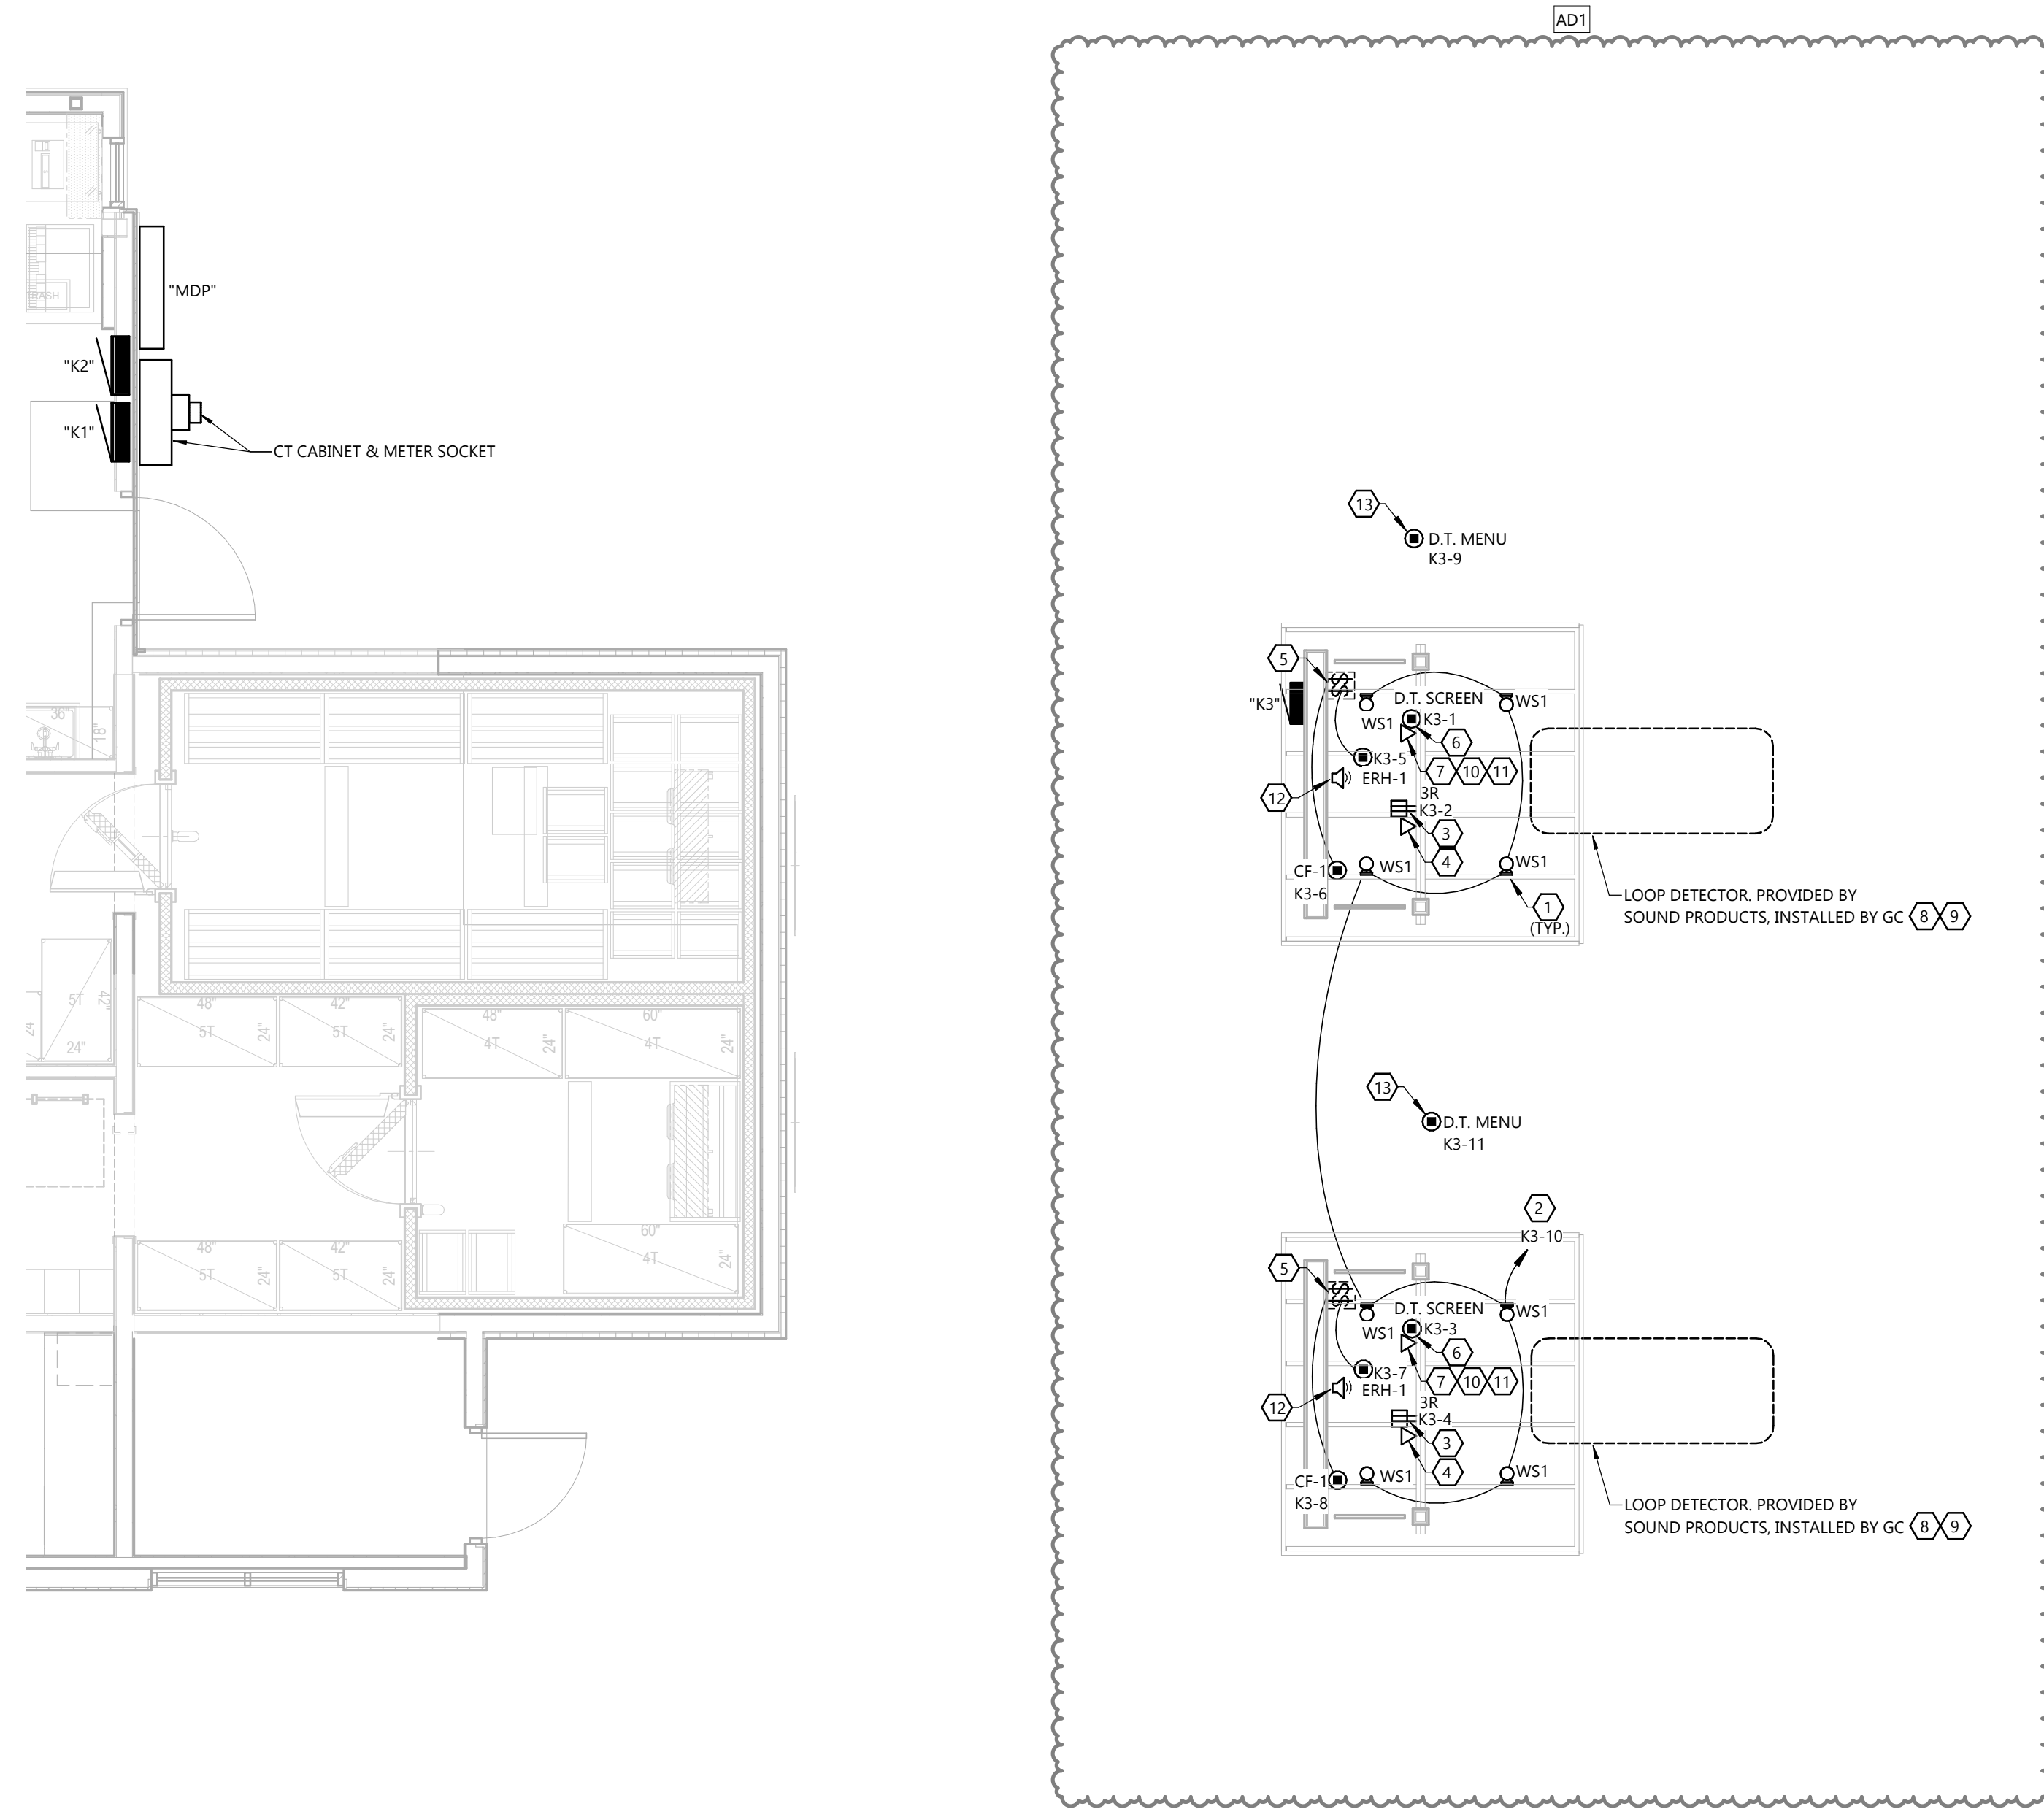 AD1
"MDP"
"K2"
"K1"
CT CABINET & METER SOCKET
RASH
36"
18"
5T
42"
24"
24
48"
5T
24"
42"
5T
24"
48"
4T
24"
60"
4T
24"
48"
5T
24"
42"
5T
24"
60"
4T
24"
13
D.T. MENU
K3-9
5
"K3"
$$
D.T. SCREEN
WS1
WS1
K3-1
6
K3-5
ERH-1
7
10
11
12
3R
K3-2
3
4
CF-1
K3-6
WS1
WS1
1
(TYP.)
LOOP DETECTOR. PROVIDED BY
SOUND PRODUCTS, INSTALLED BY GC
8
9
13
D.T. MENU
K3-11
2
K3-10
5
$$
D.T. SCREEN
WS1
WS1
K3-3
6
K3-7
ERH-1
7
10
11
12
3R
K3-4
3
4
CF-1
K3-8
WS1
WS1
LOOP DETECTOR. PROVIDED BY
SOUND PRODUCTS, INSTALLED BY GC
8
9